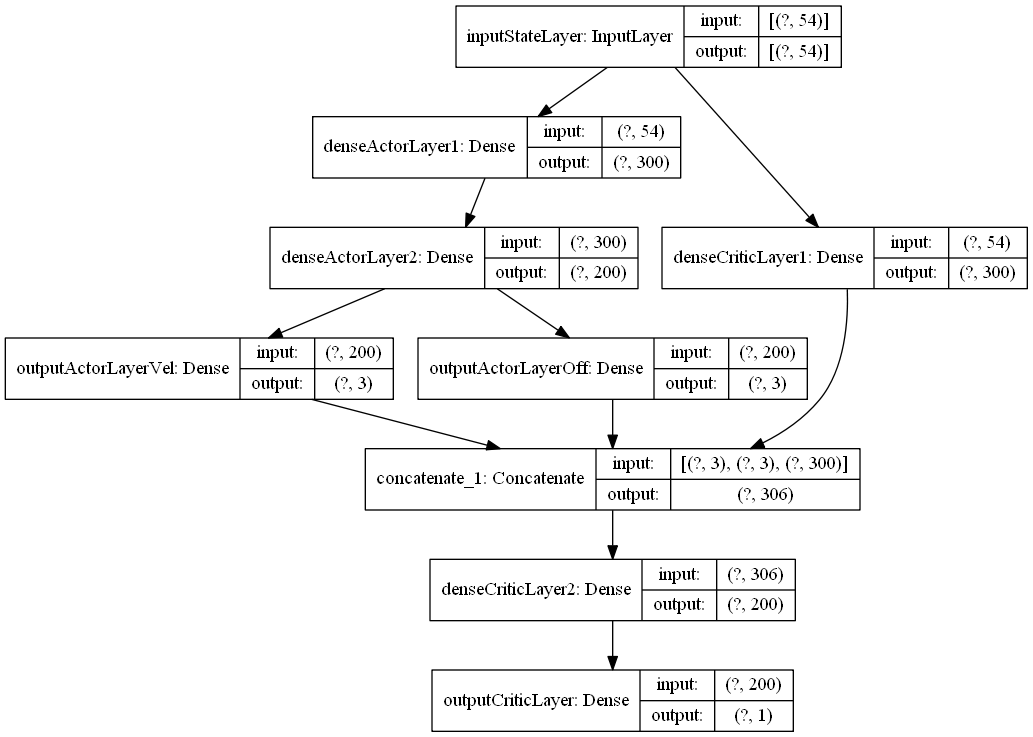 inputStateLayer: InputLayer
input:
[(?, 54)]
output:
[(?, 54)]
denseActorLayer1: Dense
input:
(?, 54)
output:
(?, 300)
denseActorLayer2: Dense
input:
(?, 300)
output:
(?, 200)
denseCriticLayer1: Dense
input:
(?, 54)
output:
(?, 300)
outputActorLayerVel: Dense
input:
(?, 200)
output:
(?, 3)
outputActorLayerOff: Dense
input:
(?, 200)
output:
(?, 3)
concatenate_1: Concatenate
input:
[(?, 3), (?, 3), (?, 300)]
output:
(?, 306)
denseCriticLayer2: Dense
input:
(?, 306)
output:
(?, 200)
outputCriticLayer: Dense
input:
(?, 200)
output:
(?, 1)